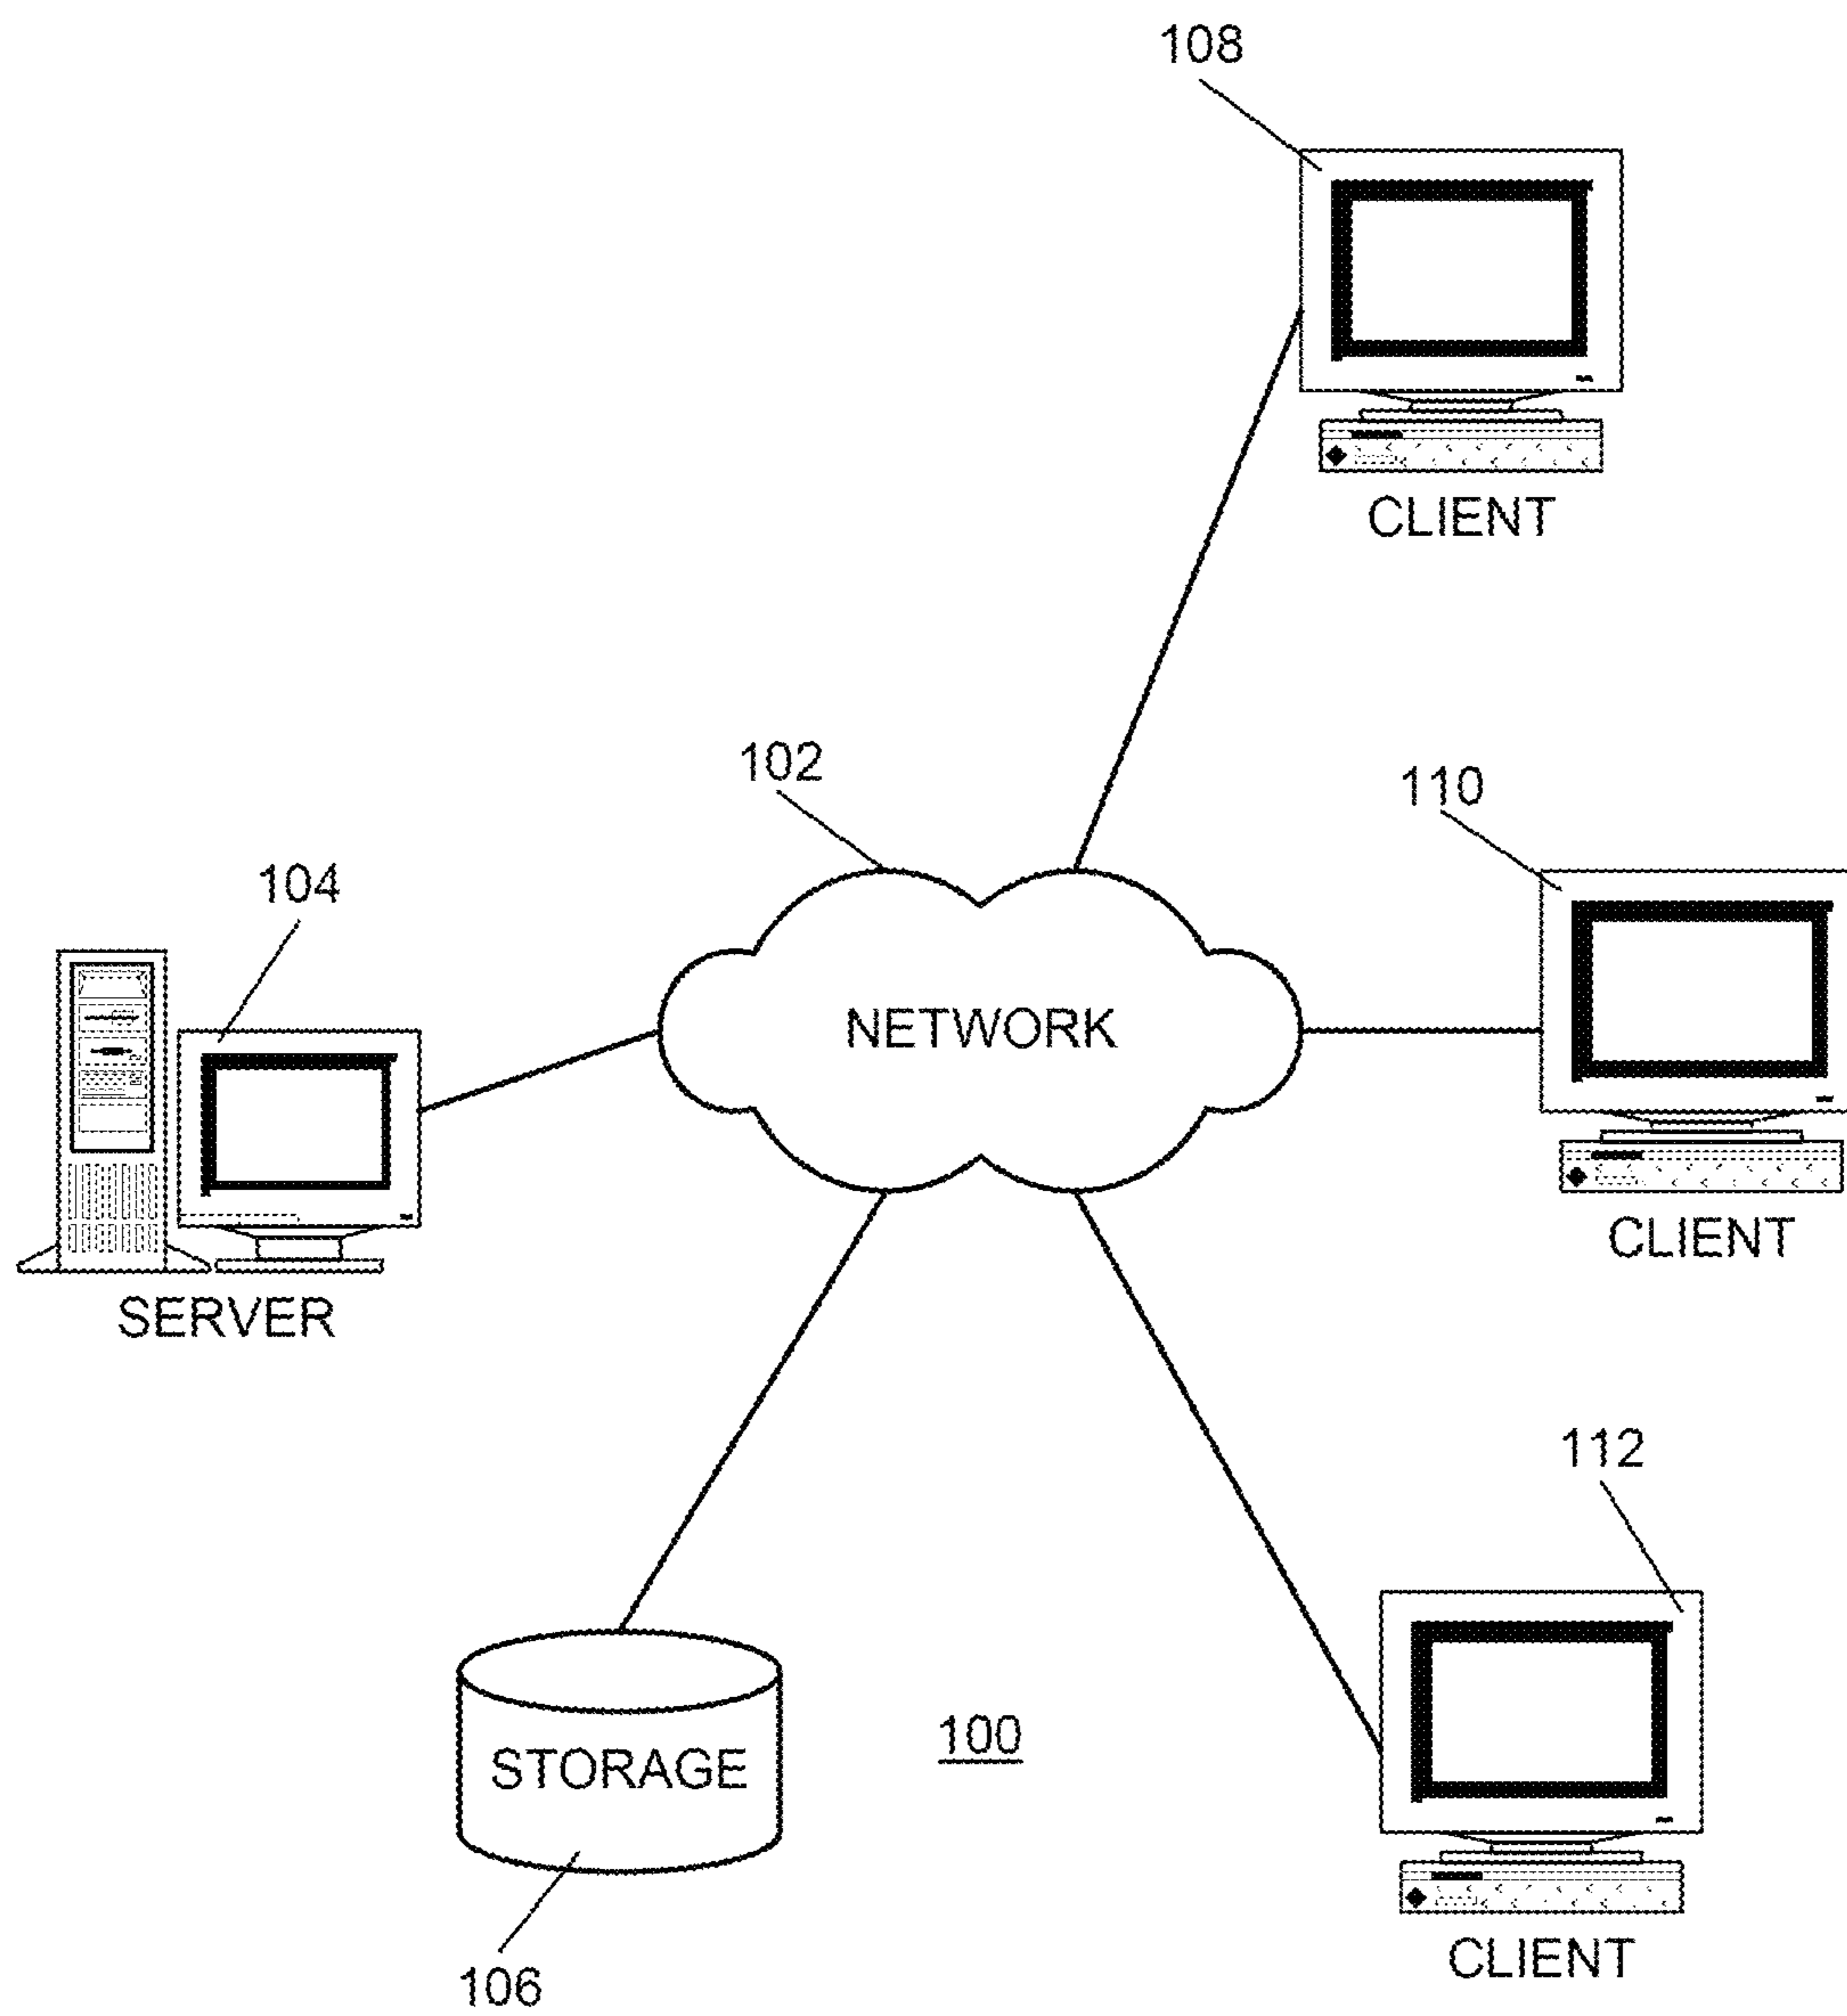 108
CLIENT
102
110
104
NETWORK
CLIENT
SERVER
112
100
STORAGE
106
CLIENT